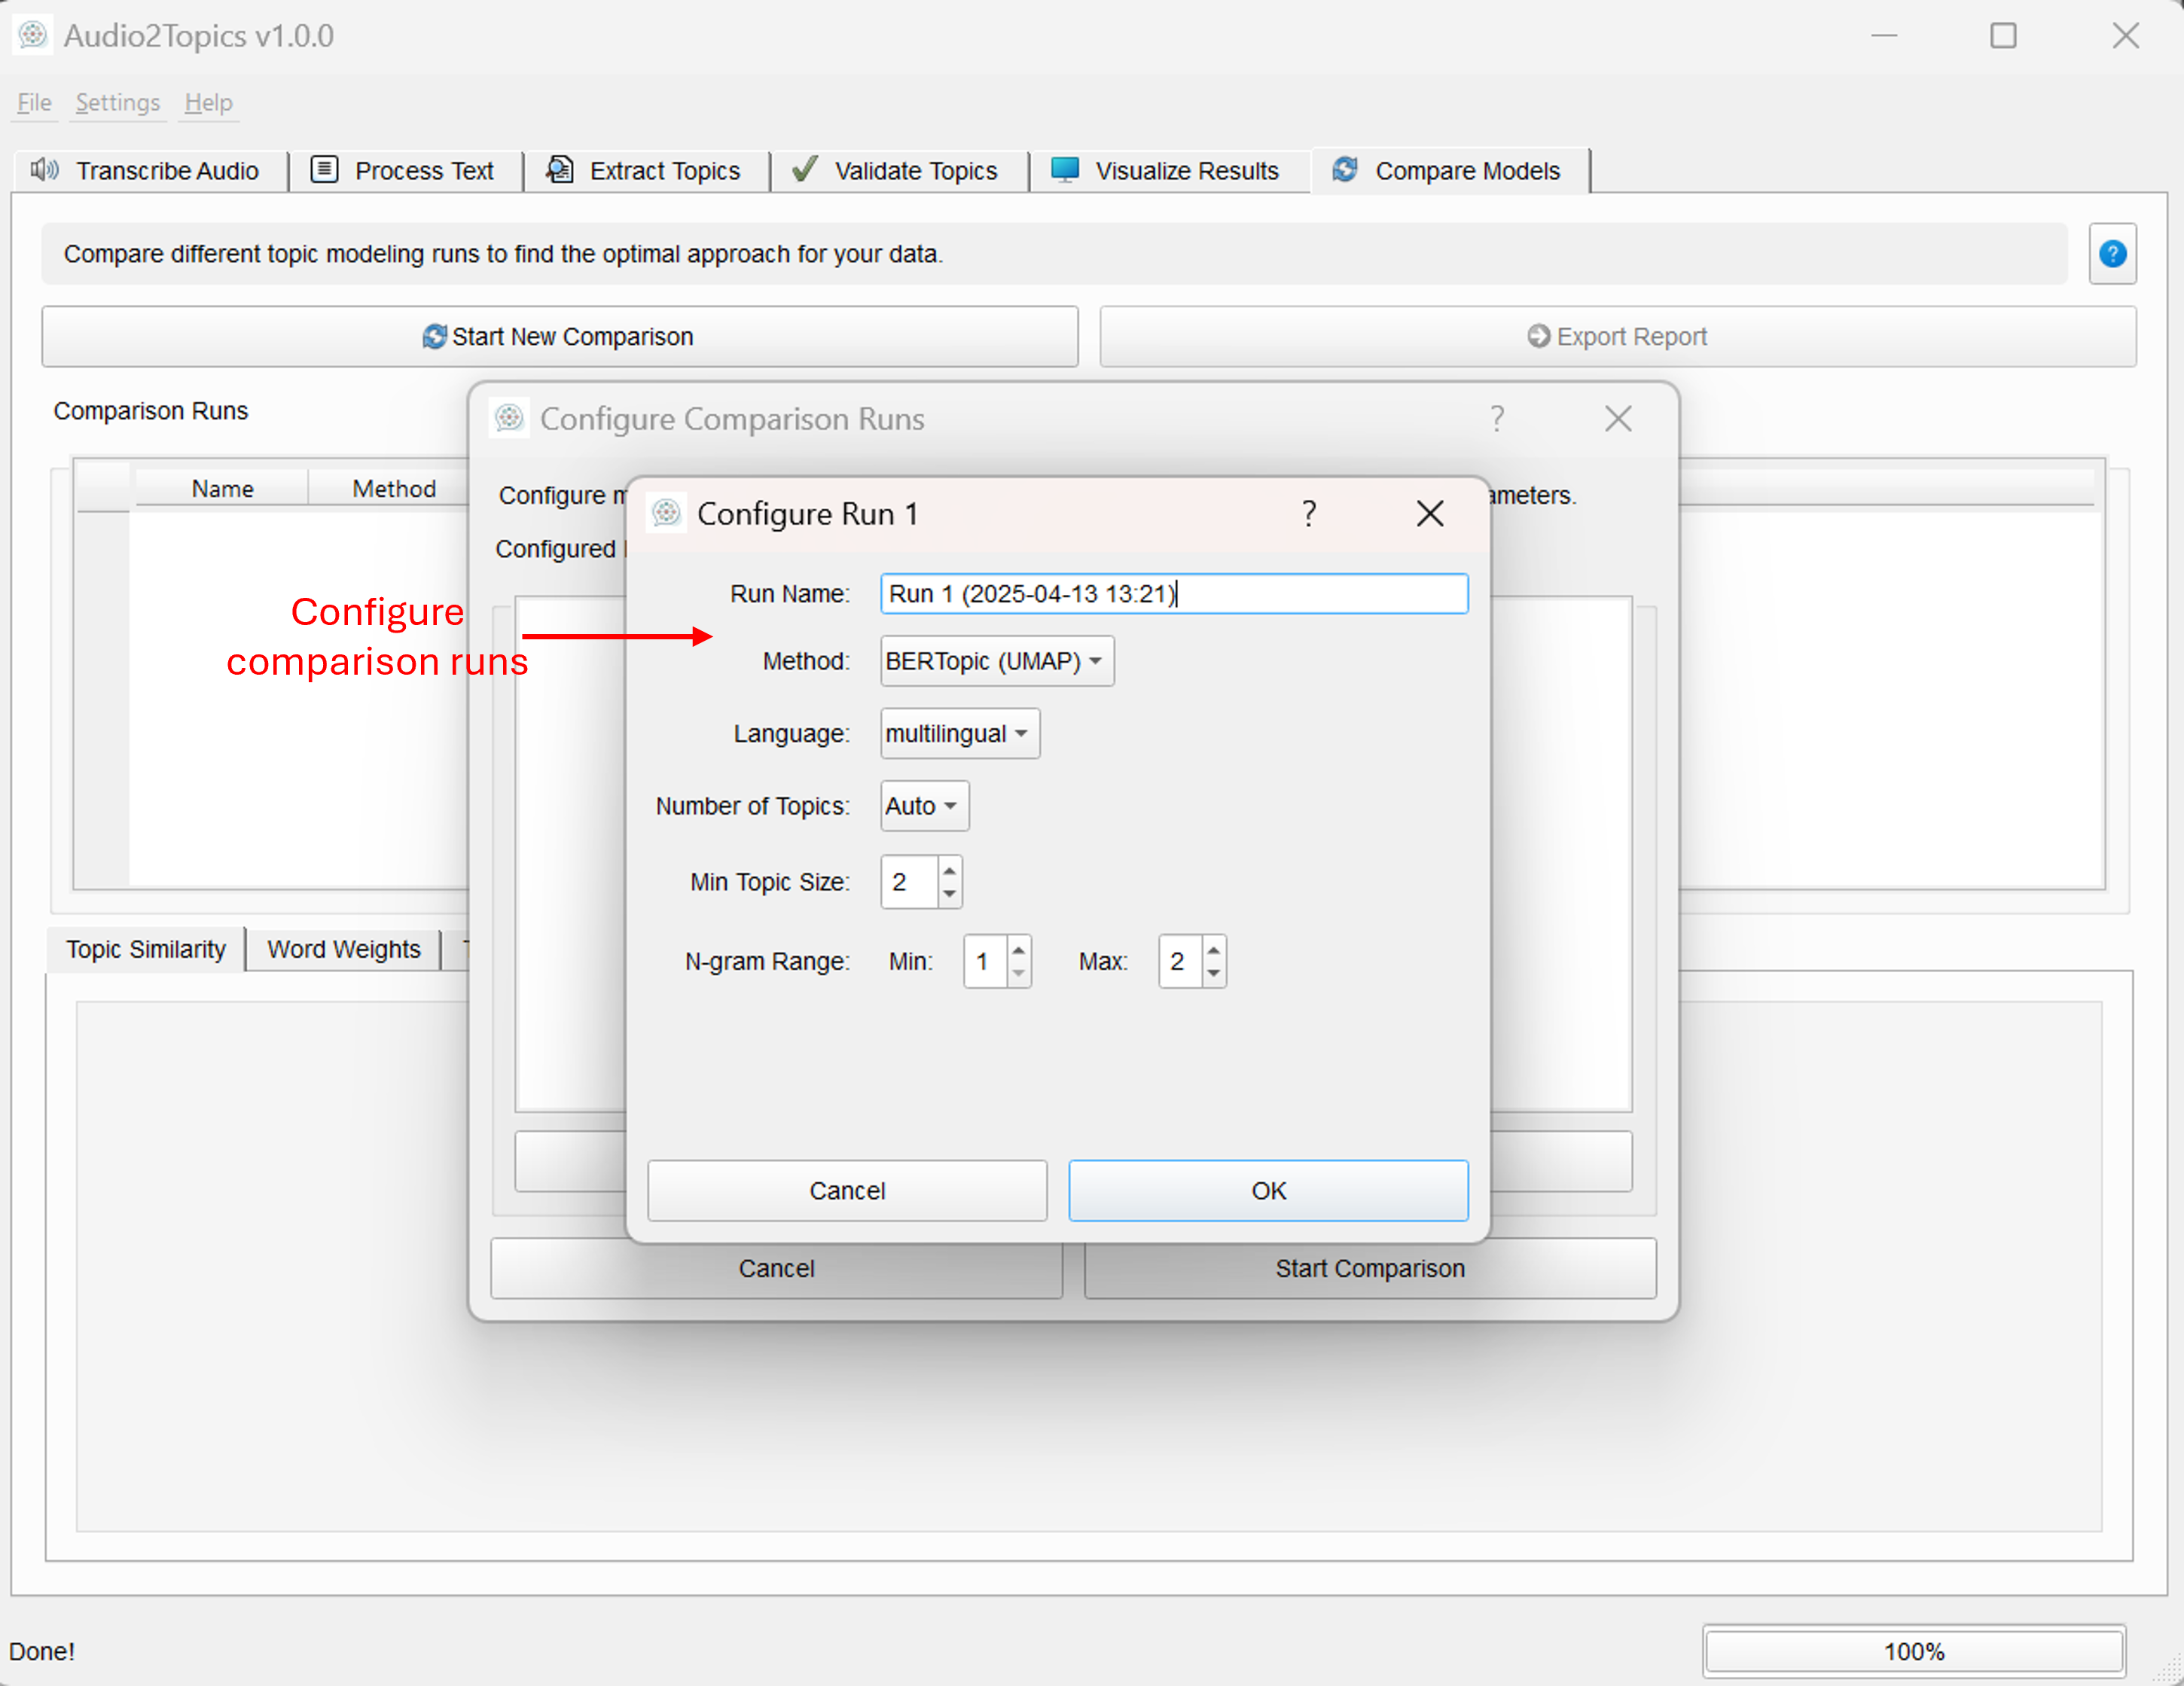 Audio2Topics v1.0.0
File Settings Help
Transcribe Audio Process Text Extract Topics Validate Topics Visualize Results Compare Models
Compare different topic modeling runs to find the optimal approach for your data.
Start New Comparison Export Report
Comparison Runs
Name Method
Configure Comparison Runs
Configure
Configured
Configure Run 1
Run Name: Run 1 (2025-04-13 13:21)
Method: BERTopic (UMAP)
Language: multilingual
Number of Topics: Auto
Min Topic Size: 2
N-gram Range: Min: 1 Max: 2
Cancel OK
Cancel Start Comparison
Configure
comparison runs
Topic Similarity Word Weights
Done! 100%